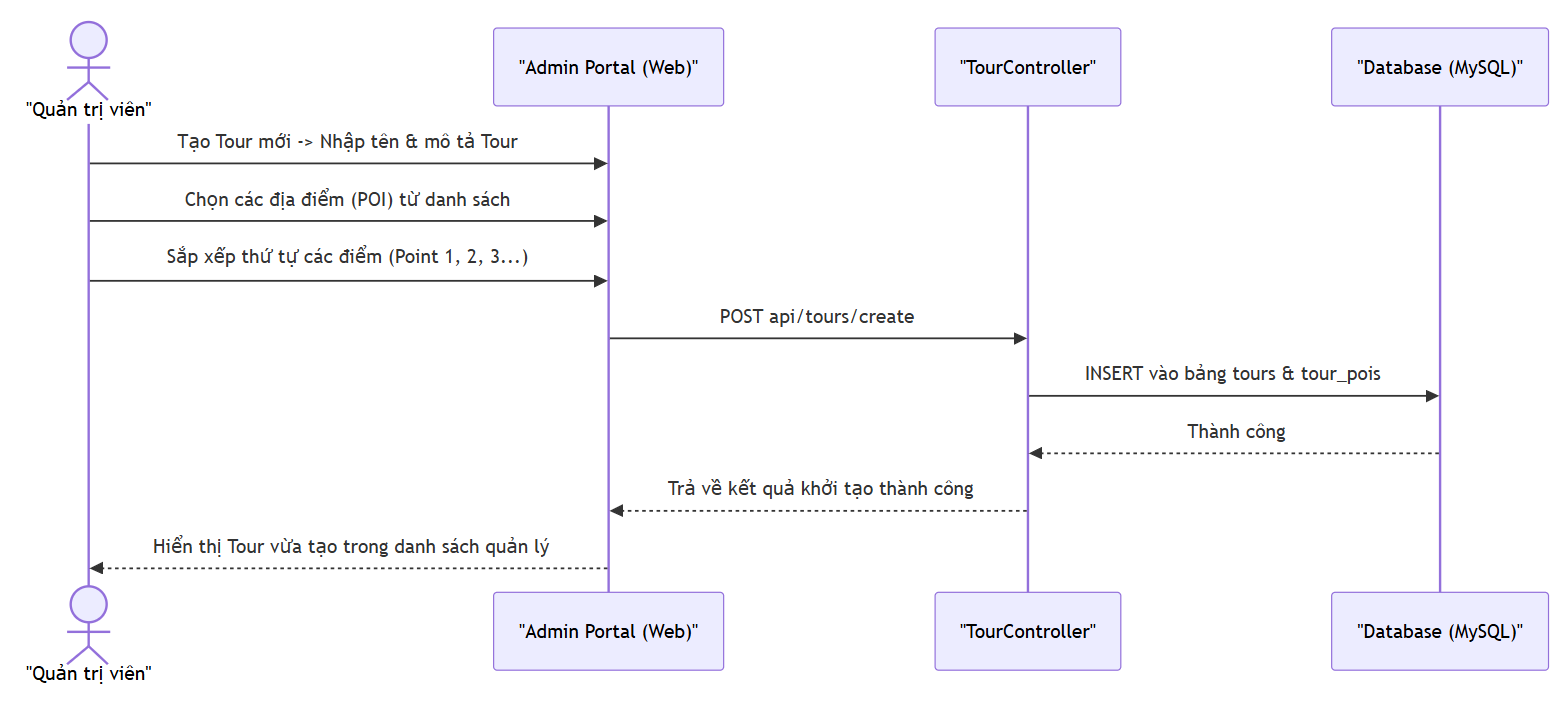 "Quản trị viên"
"Admin Portal (Web)"
"TourController"
"Database (MySQL)"
Tạo Tour mới -> Nhập tên & mô tả Tour
Chọn các địa điểm (POI) từ danh sách
Sắp xếp thứ tự các điểm (Point 1, 2, 3...)
POST api/tours/create
INSERT vào bảng tours & tour_pois
Thành công
Trả về kết quả khởi tạo thành công
Hiển thị Tour vừa tạo trong danh sách quản lý
"Quản trị viên"
"Admin Portal (Web)"
"TourController"
"Database (MySQL)"